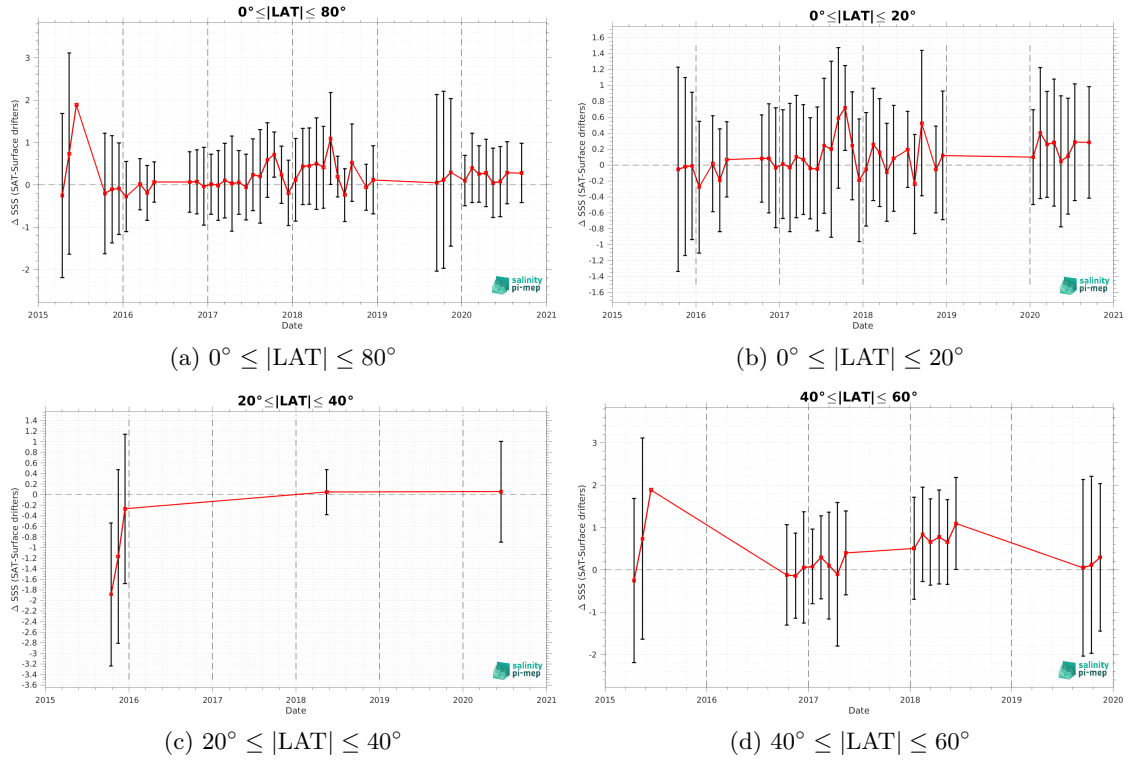 0°≤|LAT|≤ 80°
Δ SSS (SAT-Surface drifters)
3
2
1
0
-1
-2
2015 2016 2017 2018 2019 2020 2021
Date
salinity
pi-mep
(a) 0° ≤ |LAT| ≤ 80°
0°≤|LAT|≤ 20°
Δ SSS (SAT-Surface drifters)
1.6
1.4
1.2
1
0.8
0.6
0.4
0.2
0
-0.2
-0.4
-0.6
-0.8
-1
-1.2
-1.4
-1.6
2015 2016 2017 2018 2019 2020 2021
Date
salinity
pi-mep
(b) 0° ≤ |LAT| ≤ 20°
20°≤|LAT|≤ 40°
Δ SSS (SAT-Surface drifters)
1.4
1.2
1
0.8
0.6
0.4
0.2
0
-0.2
-0.4
-0.6
-0.8
-1
-1.2
-1.4
-1.6
-1.8
-2
-2.2
-2.4
-2.6
-2.8
-3
-3.2
-3.4
-3.6
2015 2016 2017 2018 2019 2020 2021
Date
salinity
pi-mep
(c) 20° ≤ |LAT| ≤ 40°
40°≤|LAT|≤ 60°
Δ SSS (SAT-Surface drifters)
3
2
1
0
-1
-2
2015 2016 2017 2018 2019 2020
Date
salinity
pi-mep
(d) 40° ≤ |LAT| ≤ 60°